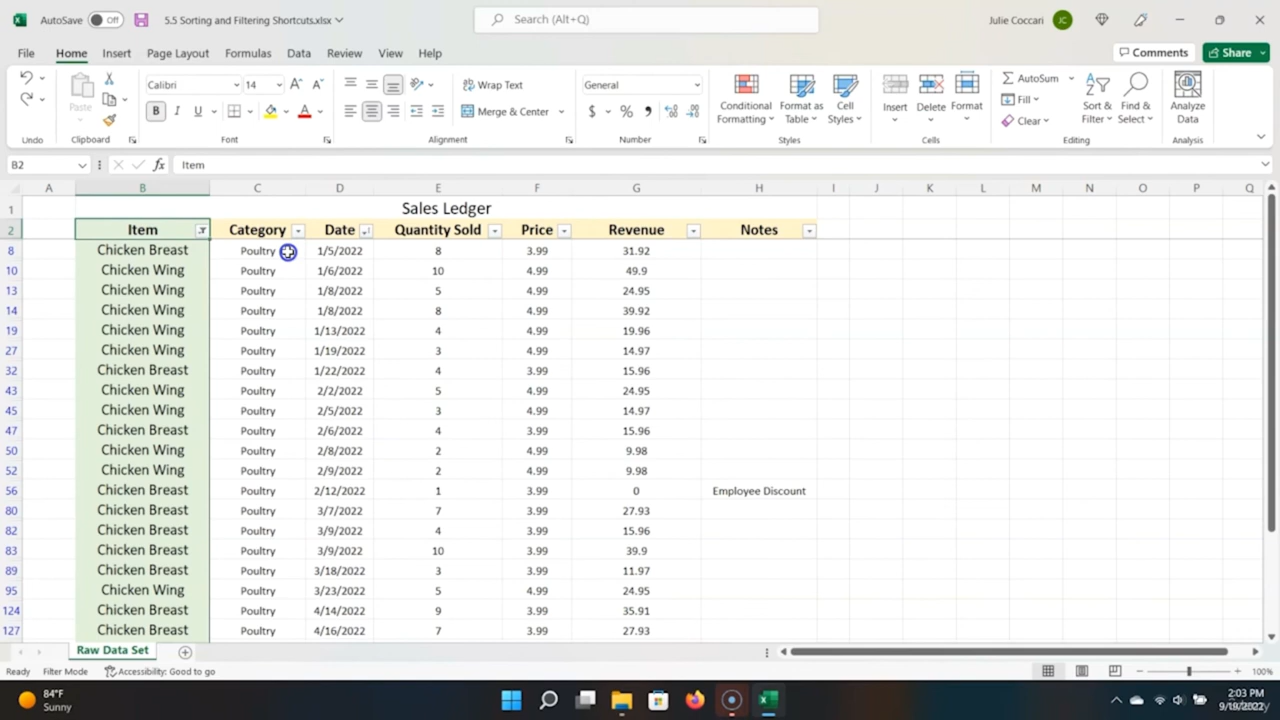 AutoSave Off 5.5 Sorting and Filtering Shortcuts.xlsx Search (Alt+Q) Julie Coccari JC
File Home Insert Page Layout Formulas Data Review View Help Comments Share
Calibri 14 Wrap Text General AutoSum
Paste Merge & Center Conditional Formatting Format as Table Cell Styles Insert Delete Format Fill Sort & Filter Find & Select Analyze Data
B I U $ % Clear
Undo Clipboard Font Alignment Number Styles Cells Editing Analysis
B2 fx Item
A B C D E F G H I J K L M N O P Q
1 Sales Ledger
2 Item Category Date Quantity Sold Price Revenue Notes
8 Chicken Breast Poultry 1/5/2022 8 3.99 31.92
10 Chicken Wing Poultry 1/6/2022 10 4.99 49.9
13 Chicken Wing Poultry 1/8/2022 5 4.99 24.95
14 Chicken Wing Poultry 1/8/2022 8 4.99 39.92
19 Chicken Wing Poultry 1/13/2022 4 4.99 19.96
27 Chicken Wing Poultry 1/19/2022 3 4.99 14.97
32 Chicken Breast Poultry 1/22/2022 4 3.99 15.96
43 Chicken Wing Poultry 2/2/2022 5 4.99 24.95
45 Chicken Wing Poultry 2/5/2022 3 4.99 14.97
47 Chicken Breast Poultry 2/6/2022 4 3.99 15.96
50 Chicken Wing Poultry 2/8/2022 2 4.99 9.98
52 Chicken Wing Poultry 2/9/2022 2 4.99 9.98
56 Chicken Breast Poultry 2/12/2022 1 3.99 0 Employee Discount
80 Chicken Breast Poultry 3/7/2022 7 3.99 27.93
82 Chicken Breast Poultry 3/9/2022 4 3.99 15.96
83 Chicken Breast Poultry 3/9/2022 10 3.99 39.9
89 Chicken Breast Poultry 3/18/2022 3 3.99 11.97
95 Chicken Wing Poultry 3/23/2022 5 4.99 24.95
124 Chicken Breast Poultry 4/14/2022 9 3.99 35.91
127 Chicken Breast Poultry 4/16/2022 7 3.99 27.93
Raw Data Set
Ready Filter Mode Accessibility: Good to go 100%
84°F 2:03 PM
Sunny 9/19/2022